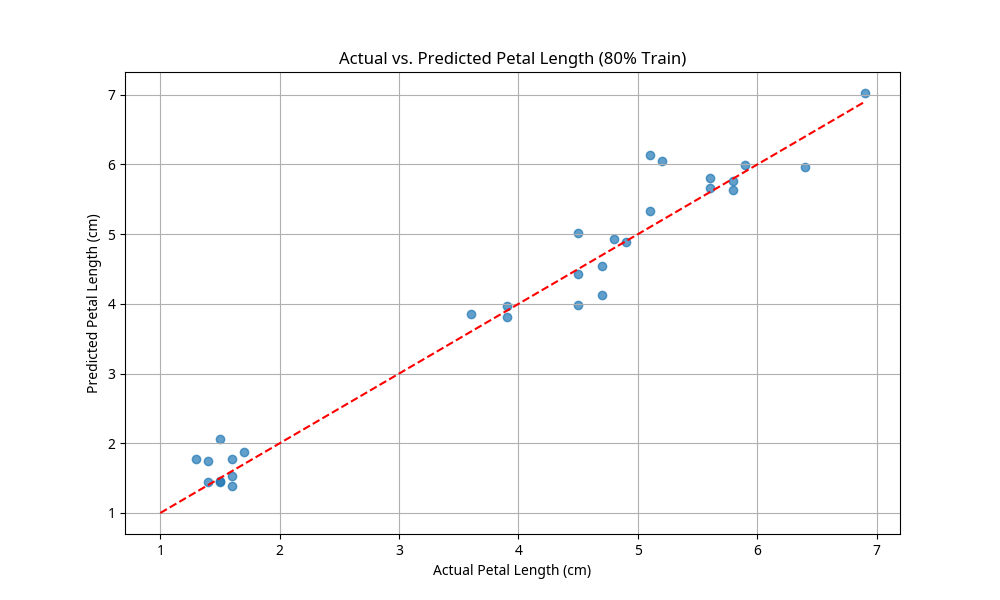 Actual vs. Predicted Petal Length (80% Train)
Predicted Petal Length (cm)
7
6
5
4
3
2
1
1 2 3 4 5 6 7
Actual Petal Length (cm)